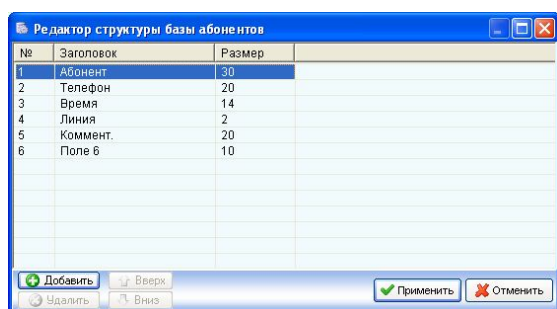 Редактор структуры базы абонентов
№ Заголовок Размер
1 Абонент 30
2 Телефон 20
3 Время 14
4 Линия 2
5 Коммент. 20
6 Поле 6 10
Добавить Вверх
Применить Отменить
Удалить Вниз